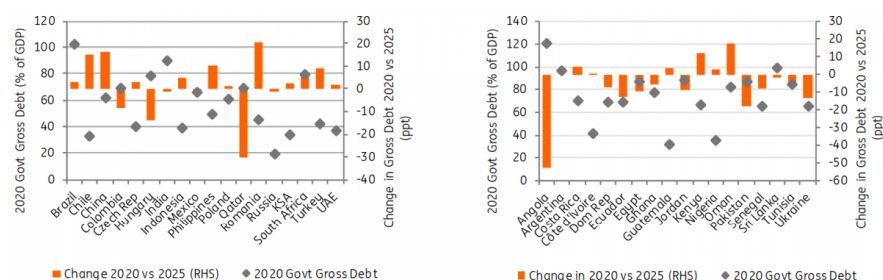 120
100
80
60
40
20
0
2020 Govt Gross Debt (% of GDP)
30
20
10
0
-10
-20
-30
-40
Change in Gross Debt 2020 vs 2025
(ppt)
Brazil
Chile
China
Colombia
Czech Rep
Hungary
India
Indonesia
Mexico
Philippines
Poland
Qatar
Romania
Russia
KSA
South Africa
Turkey
UAE
Change 2020 vs 2025 (RHS)
2020 Govt Gross Debt
140
120
100
80
60
40
20
0
2020 Govt Gross Debt (% of GDP)
30
20
10
0
-10
-20
-30
-40
-50
-60
Change in Gross Debt 2020 vs 2025
(ppt)
Angola
Argentina
Costa Rica
Côte d'Ivoire
Dom Rep
Ecuador
Egypt
Ghana
Guatemala
Jordan
Kenya
Nigeria
Oman
Pakistan
Senegal
Sri Lanka
Tunisia
Ukraine
Change in 2020 vs 2025 (RHS)
2020 Govt Gross Debt